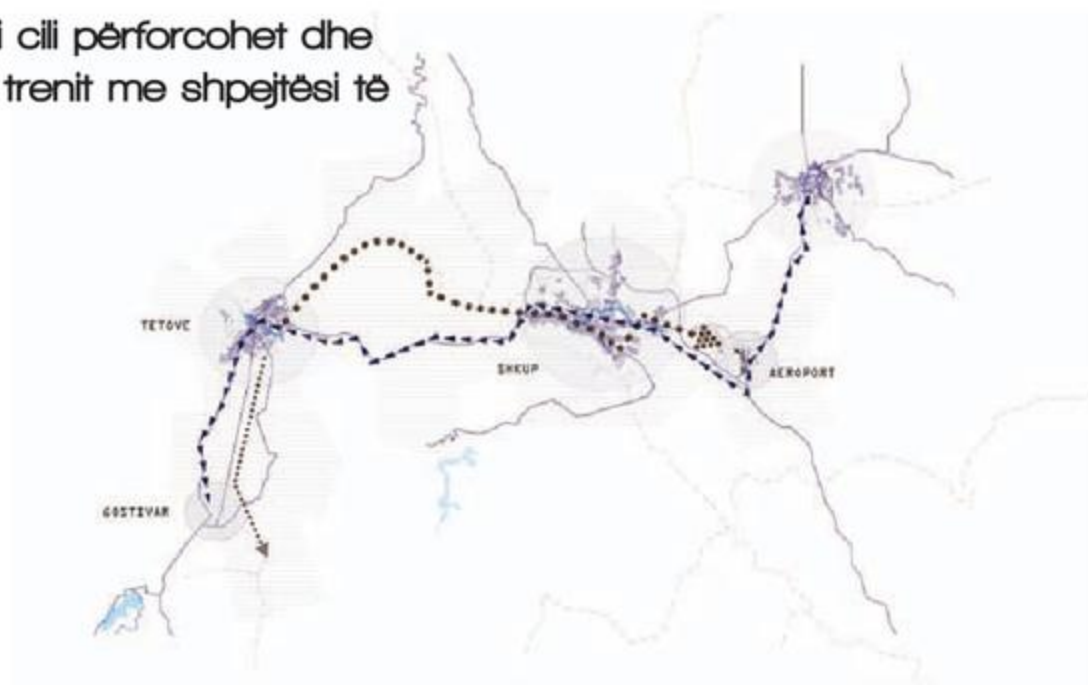 i cili përforcohet dhe
trenit me shpejtësi të
TETOVE
SHKUP
AEROPORT
GOSTIVAR